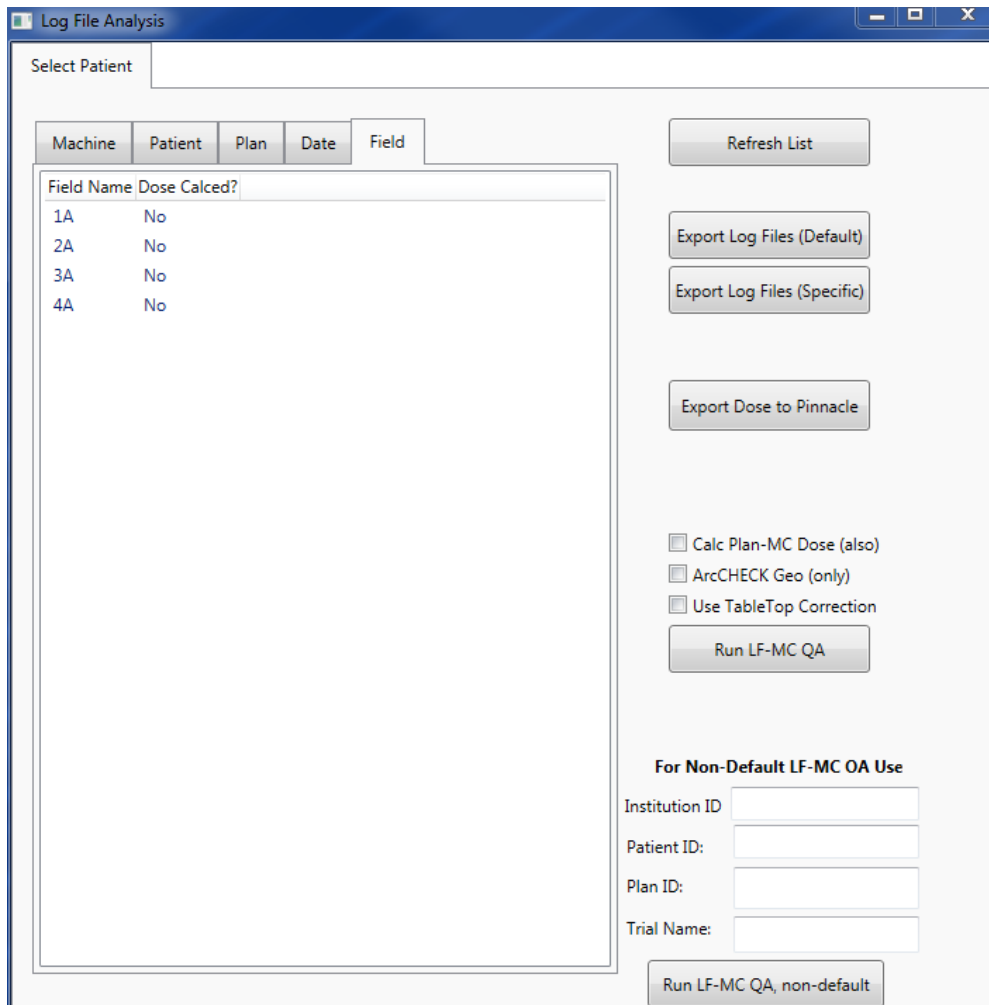 Log File Analysis
Select Patient
Machine Patient Plan Date Field
Field Name Dose Calced?
1A No
2A No
3A No
4A No
Refresh List
Export Log Files (Default)
Export Log Files (Specific)
Export Dose to Pinnacle
Calc Plan-MC Dose (also)
ArcCHECK Geo (only)
Use TableTop Correction
Run LF-MC QA
For Non-Default LF-MC OA Use
Institution ID
Patient ID:
Plan ID:
Trial Name:
Run LF-MC QA, non-default